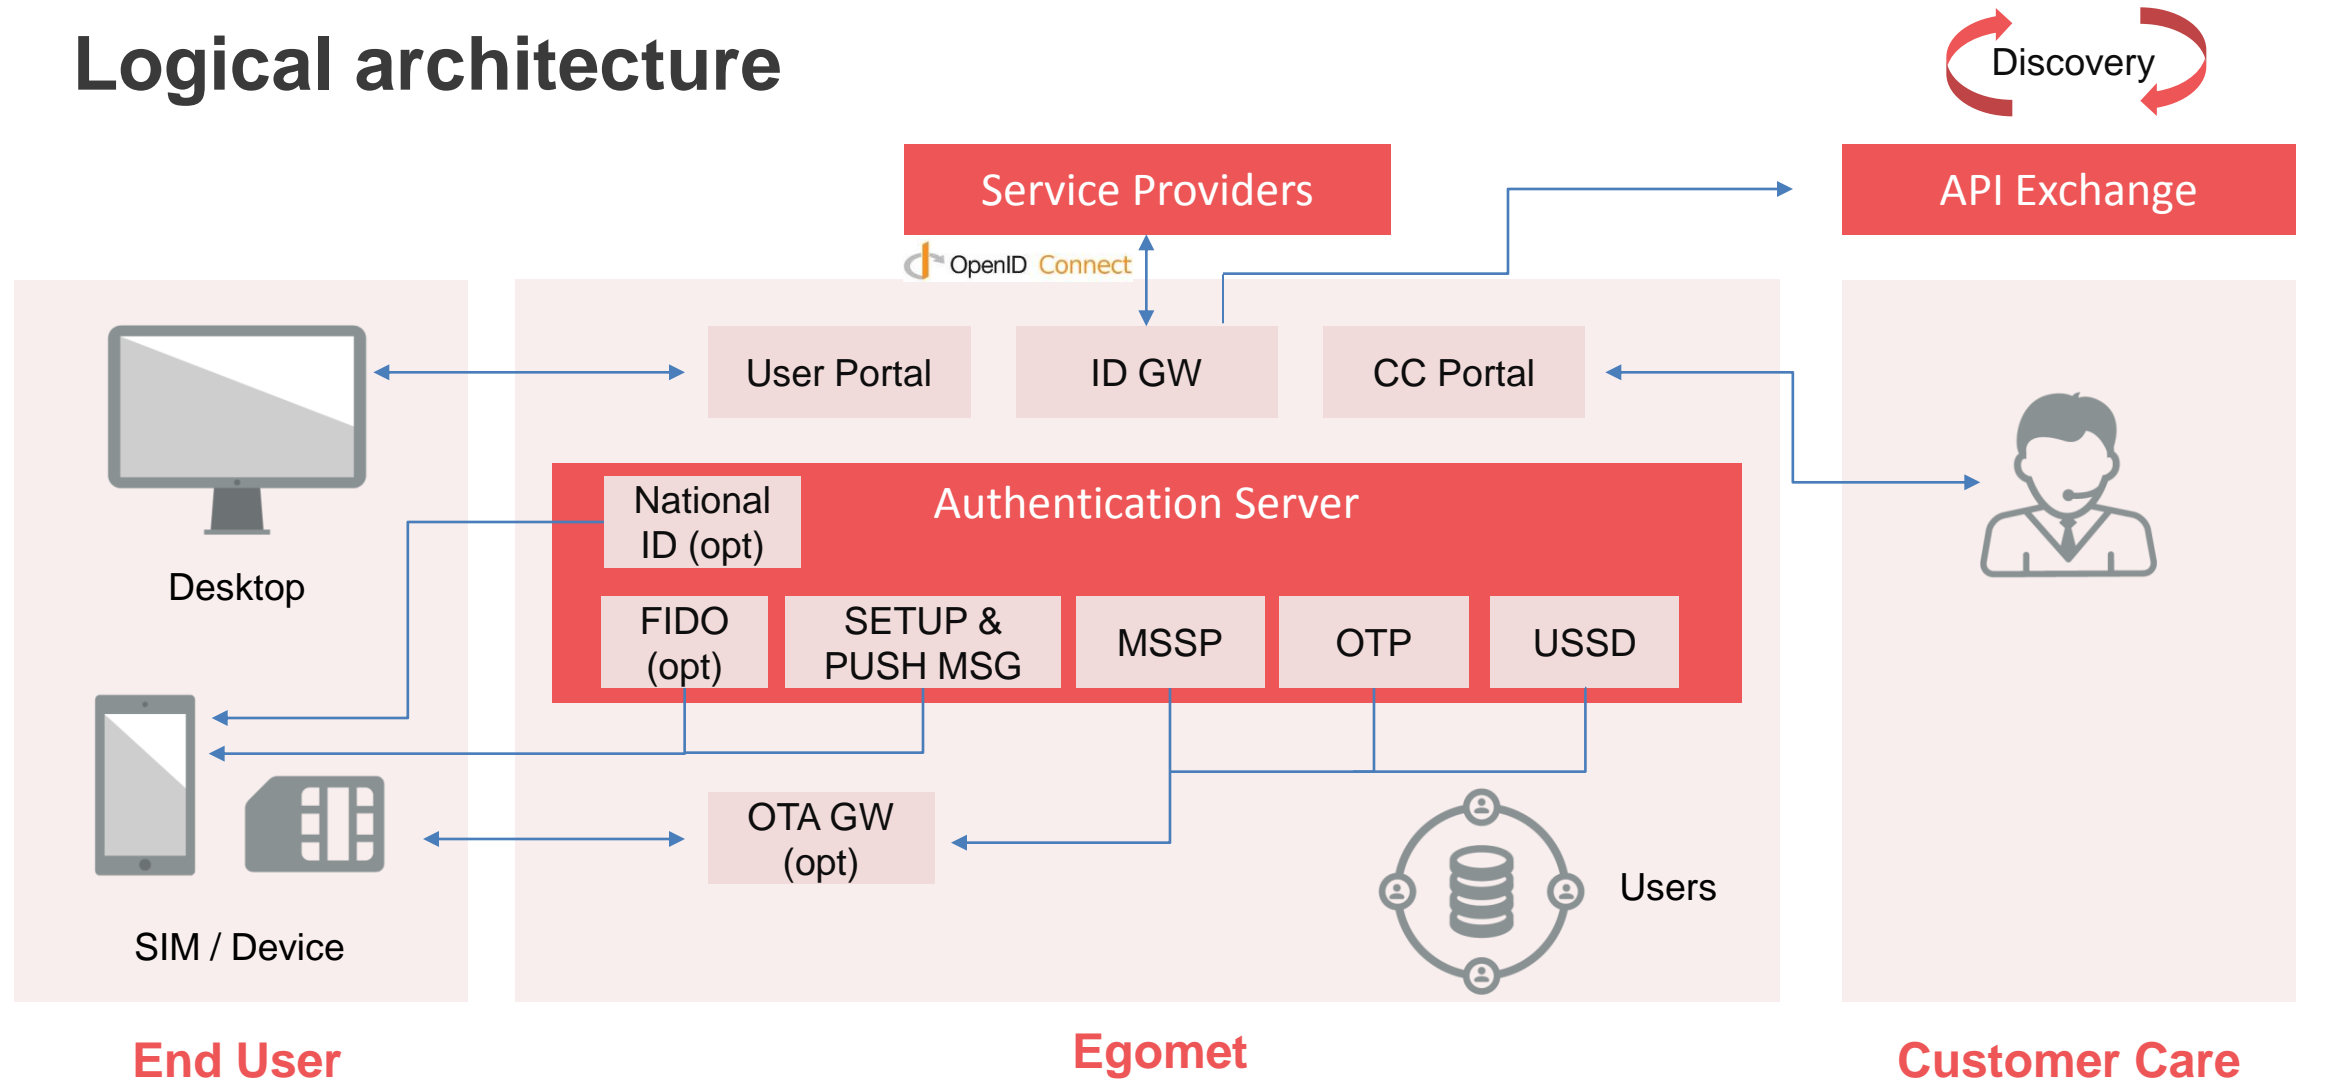 Logical architecture
Discovery
Service Providers
API Exchange
OpenID Connect
User Portal
ID GW
CC Portal
National
ID (opt)
Authentication Server
Desktop
FIDO
(opt)
SETUP &
PUSH MSG
MSSP
OTP
USSD
OTA GW
(opt)
Users
SIM / Device
End User
Egomet
Customer Care